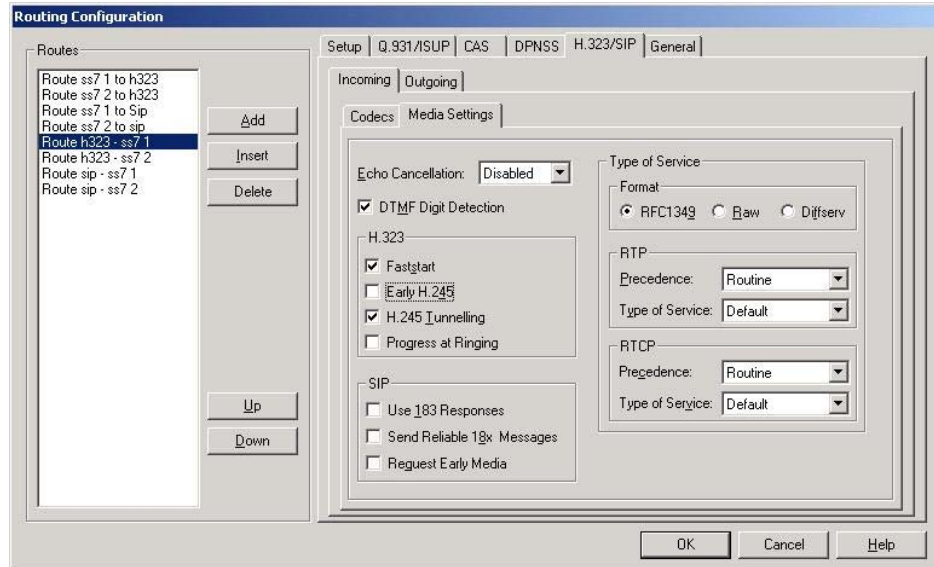 Routing Configuration
Routes
Route ss7 1 to h323
Route ss7 2 to h323
Route ss7 1 to Sip
Route ss7 2 to sip
Route h323 - ss7 1
Route h323 - ss7 2
Route sip - ss7 1
Route sip - ss7 2
Add
Insert
Delete
Up
Down
Setup Q.931/ISUP CAS DPNSS H.323/SIP General
Incoming Outgoing
Codecs Media Settings
Echo Cancellation: Disabled
DTMF Digit Detection
H.323
Faststart
Early H.245
H.245 Tunnelling
Progress at Ringing
SIP
Use 183 Responses
Send Reliable 18x Messages
Request Early Media
Type of Service
Format
RFC1349 Raw Diffserv
RTP
Precedence: Routine
Type of Service: Default
RTCP
Precedence: Routine
Type of Service: Default
OK Cancel Help